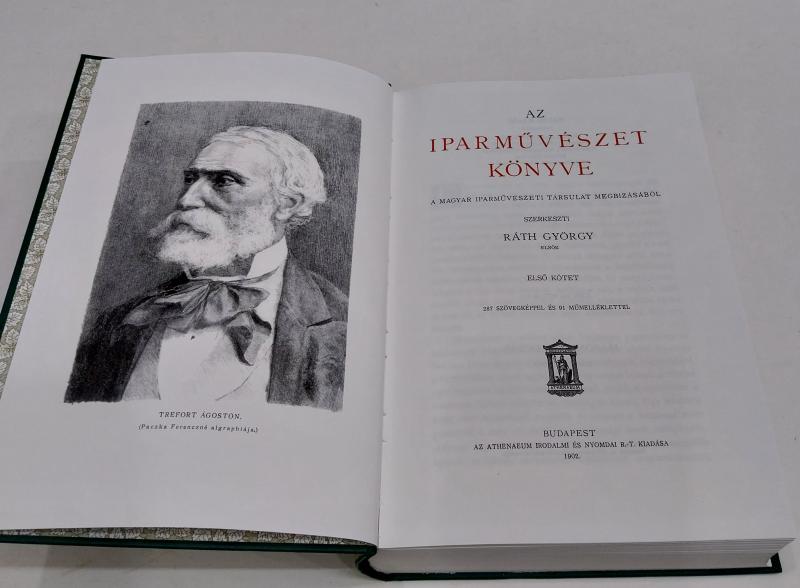 TREFORT ÁGOSTON.
(Paczka Ferenczné algraphiája.)
AZ
IPARMŰVÉSZET
KÖNYVE
A MAGYAR IPARMŰVÉSZETI TÁRSULAT MEGBIZÁSÁBÓL
SZERKESZTI
RÁTH GYÖRGY
ELNÖK
ELSŐ KÖTET
287 SZÖVEGKÉPPEL ÉS 91 MŰMELLÉKLETTEL
ATHENAEUM
BUDAPEST
AZ ATHENAEUM IRODALMI ÉS NYOMDAI R.-T. KIADÁSA
1902.